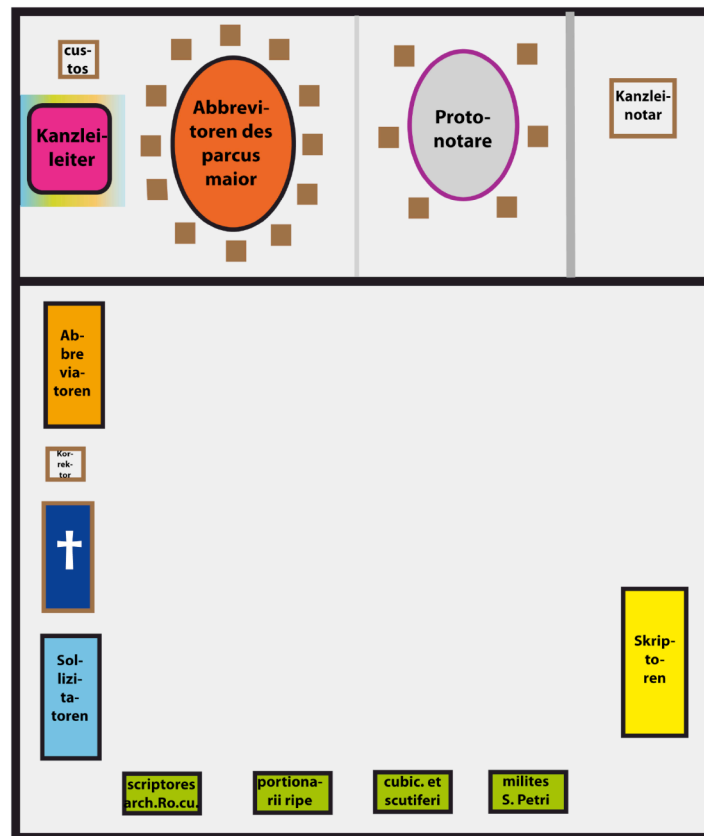 cus-
tos
Kanzlei-
leiter
Abbrevi-
toren des
parcus
maior
Proto-
notare
Kanzlei-
notar
Ab-
bre
via-
toren
Kor-
rek-
tor
Sol-
lizi-
ta-
toren
Skrip-
to-
ren
scriptores
arch.Ro.cu.
portiona-
rii ripe
cubic. et
scutiferi
milites
S. Petri